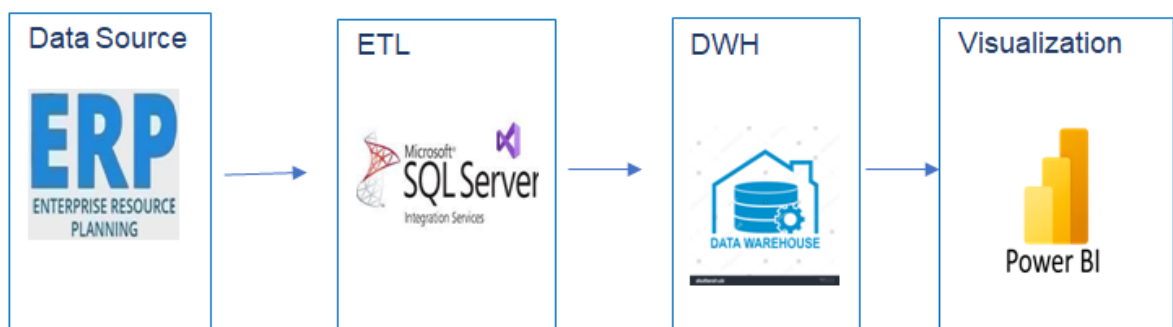 Data Source
ERP
ENTERPRISE RESOURCE
PLANNING
ETL
Microsoft®
SQL Server
Integration Services
DWH
DATA WAREHOUSE
Visualization
Power BI